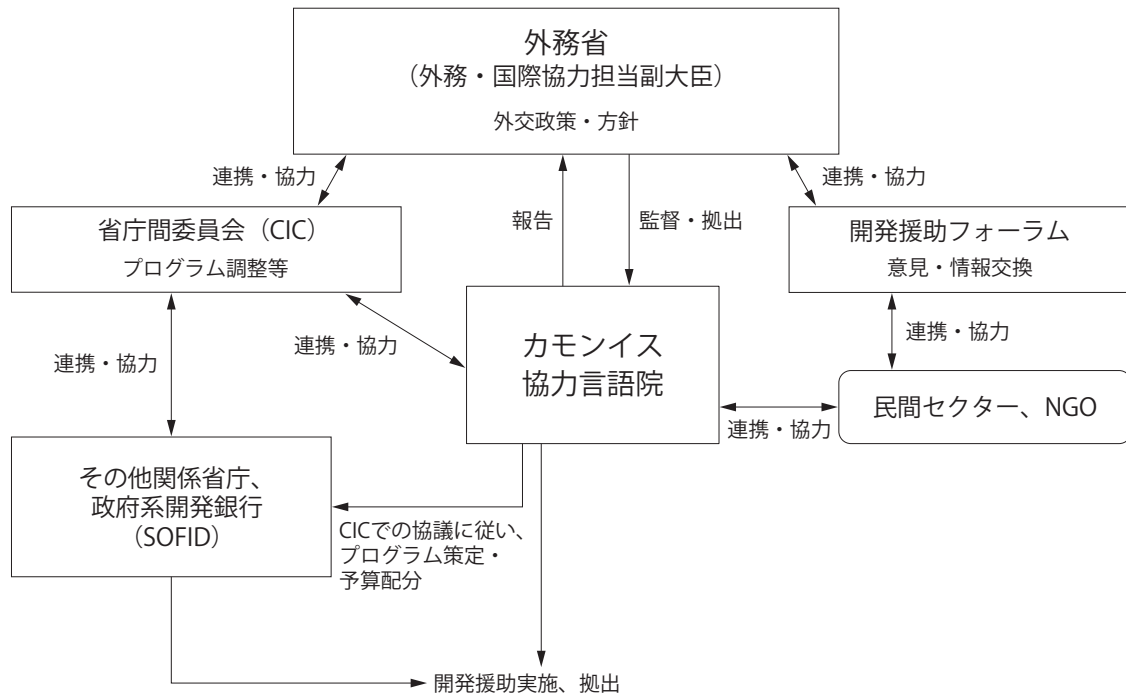 外務省
（外務・国際協力担当副大臣）
外交政策・方針
連携・協力
連携・協力
報告
監督・拠出
省庁間委員会（CIC）
プログラム調整等
開発援助フォーラム
意見・情報交換
連携・協力
連携・協力
連携・協力
カモンイス
協力言語院
民間セクター、NGO
連携・協力
その他関係省庁、
政府系開発銀行
（SOFID）
CICでの協議に従い、
プログラム策定・
予算配分
開発援助実施、拠出